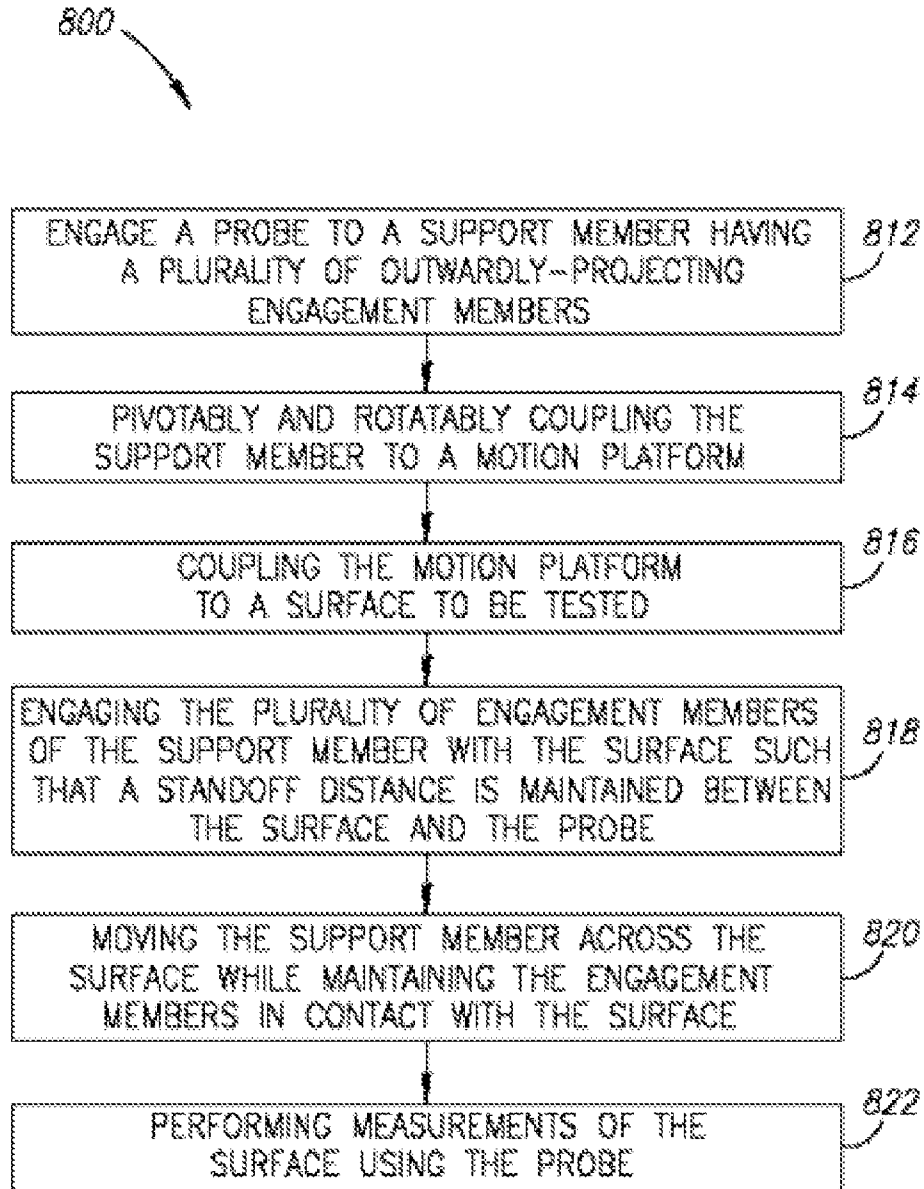 800
ENGAGE A PROBE TO A SUPPORT MEMBER HAVING
A PLURALITY OF OUTWARDLY-PROJECTING
ENGAGEMENT MEMBERS
812
PIVOTABLY AND ROTATABLY COUPLING THE
SUPPORT MEMBER TO A MOTION PLATFORM
814
COUPLING THE MOTION PLATFORM
TO A SURFACE TO BE TESTED
816
ENGAGING THE PLURALITY OF ENGAGEMENT MEMBERS
OF THE SUPPORT MEMBER WITH THE SURFACE SUCH
THAT A STANDOFF DISTANCE IS MAINTAINED BETWEEN
THE SURFACE AND THE PROBE
818
MOVING THE SUPPORT MEMBER ACROSS THE
SURFACE WHILE MAINTAINING THE ENGAGEMENT
MEMBERS IN CONTACT WITH THE SURFACE
820
PERFORMING MEASUREMENTS OF THE
SURFACE USING THE PROBE
822